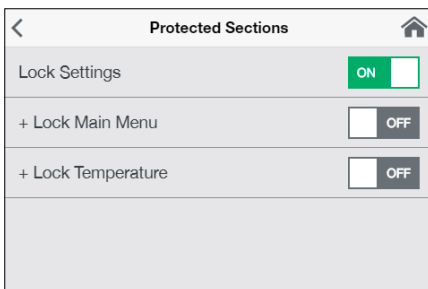 Protected Sections
Lock Settings ON
+ Lock Main Menu OFF
+ Lock Temperature OFF